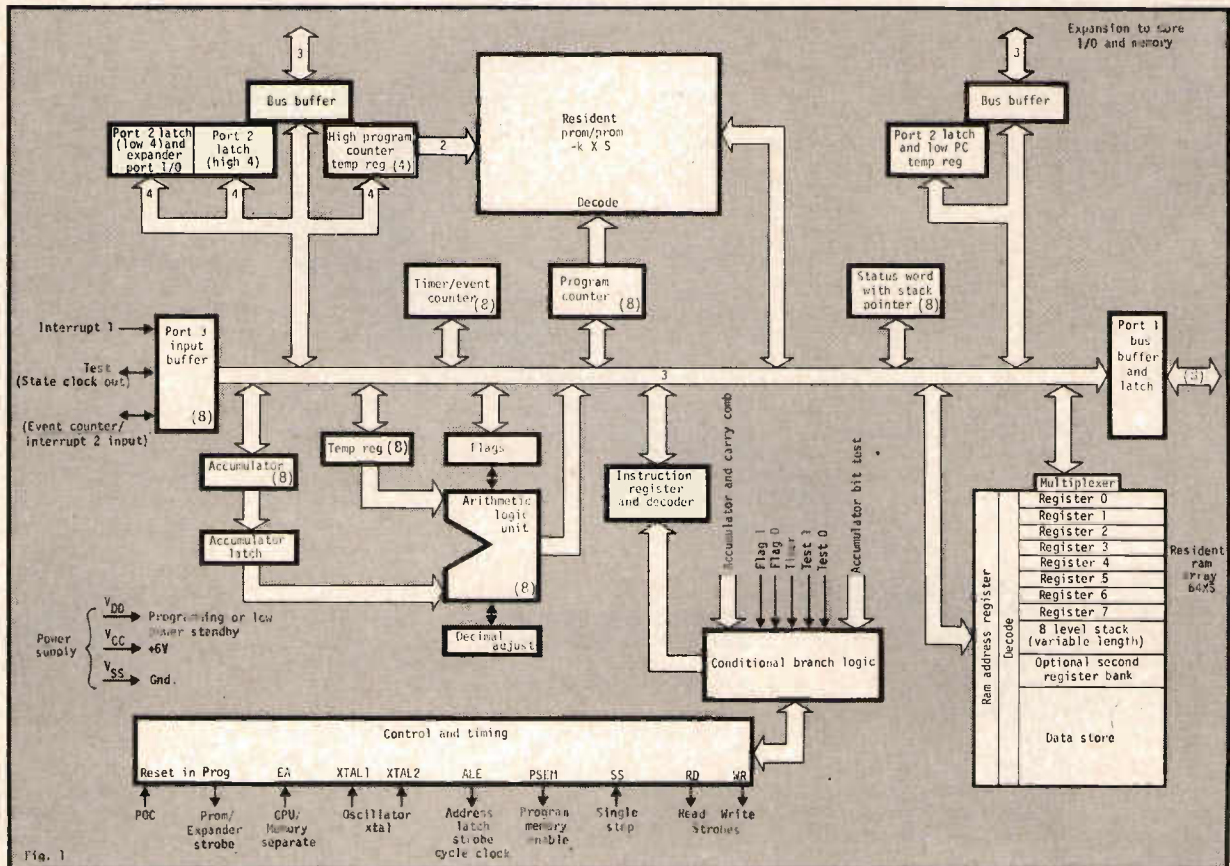 3
Bus buffer
Port 2 latch
(low 4)and
expander
port I/O
Port 2
latch
(high 4)
High program
counter
temp reg (4)
2
4
4
4
Resident
prom/prom
-k X S
Decode
Expansion to more
I/O and memory
3
Bus buffer
Port 2 latch
and low PC
temp reg
Timer/event
counter
(8)
Program
counter
(8)
Status word
with stack
pointer (8)
Interrupt 1
Test
(State clock out)
(Event counter/
interrupt 2 input)
Port 3
input
buffer
(8)
3
Port 1
bus
buffer
and
latch
(3)
Accumulator
(8)
Accumulator
latch
Temp reg (8)
Flags
Arithmetic
logic
unit
(8)
Decimal
adjust
Instruction
register
and decoder
Accumulator and carry comb
Flag 1
Flag 0
Timer
Test 1
Test 0
Accumulator bit test
Conditional branch logic
Multiplexer
Ram address register
Decode
Register 0
Register 1
Register 2
Register 3
Register 4
Register 5
Register 6
Register 7
8 level stack
(variable length)
Optional second
register bank
Data store
Resident
ram
array
64XS
Power
supply
VDD
Programing or low
power standby
VCC
+6V
VSS
Gnd.
Control and timing
Reset in Prog EA XTAL1 XTAL2 ALE PSEM SS RD WR
POC
Prom/
Expander
strobe
CPU/
Memory
separate
Oscillator
xtal
Address
latch
strobe
cycle clock
Program
memory
enable
Single
step
Read Write
Strobes
Fig. 1